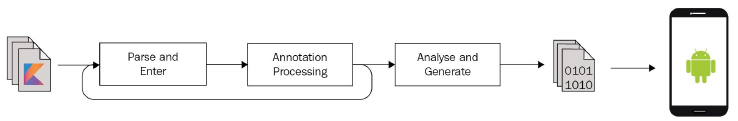 Parse and
Enter
Annotation
Processing
Analyse and
Generate
0101
1010